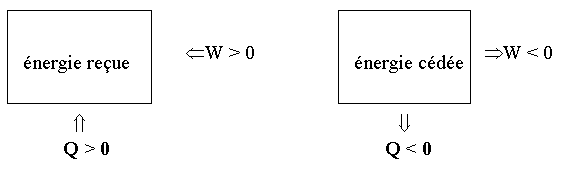 énergie reçue ⇐W > 0
énergie cédée ⇒W < 0
⇑
Q > 0
⇓
Q < 0